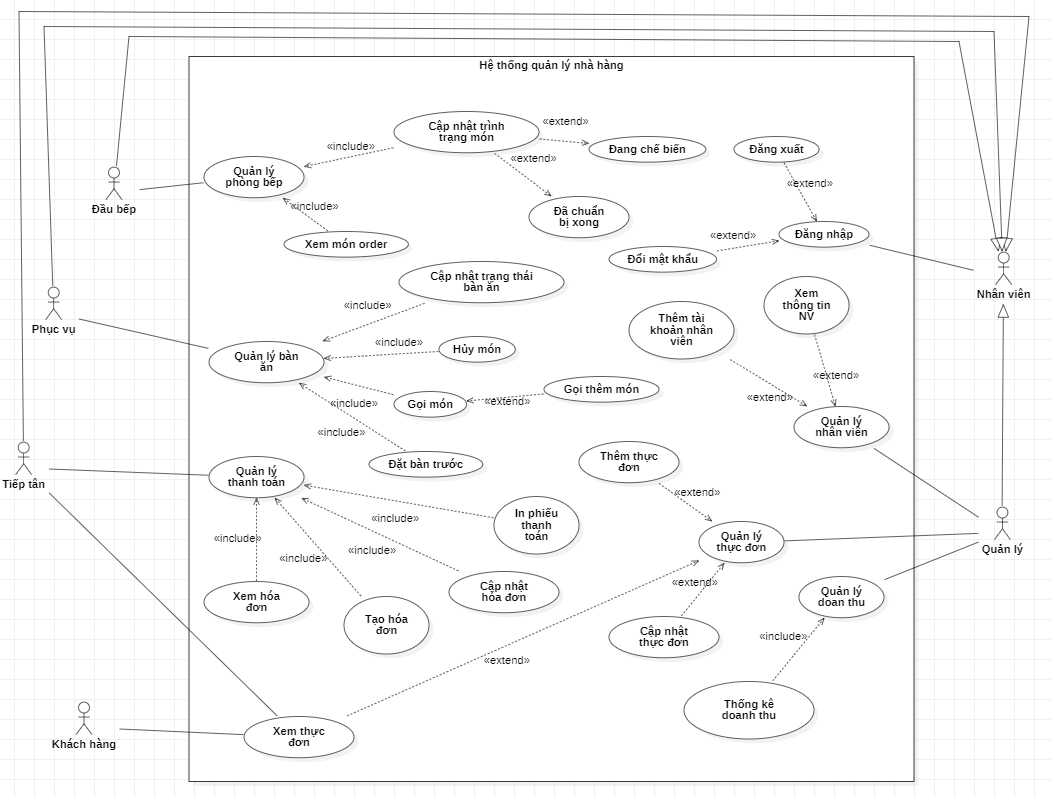 Hệ thống quản lý nhà hàng
Cập nhật trình
trạng món
«extend»
Đang chế biến
Đăng xuất
«include»
«extend»
Quản lý
phòng bếp
«extend»
Đầu bếp
«include»
Đã chuẩn
bị xong
Xem món order
«extend»
Đăng nhập
Đổi mật khẩu
Nhân viên
Cập nhật trạng thái
bàn ăn
Xem
thông tin
NV
«include»
Thêm tài
khoản nhân
viên
Phục vụ
«include»
Hủy món
Quản lý bàn
ăn
«extend»
Gọi thêm món
«include»
Gọi món
«extend»
«extend»
Quản lý
nhân viên
«include»
Đặt bàn trước
Thêm thực
đơn
Tiếp tân
Quản lý
thanh toán
«extend»
In phiếu
thanh
toán
«include»
«include»
«include»
«include»
Quản lý
thực đơn
Quản lý
«extend»
Xem hóa
đơn
Tạo hóa
đơn
Cập nhật
hóa đơn
Quản lý
doan thu
Cập nhật
thực đơn
«include»
«extend»
Thống kê
doanh thu
Xem thực
đơn
Khách hàng